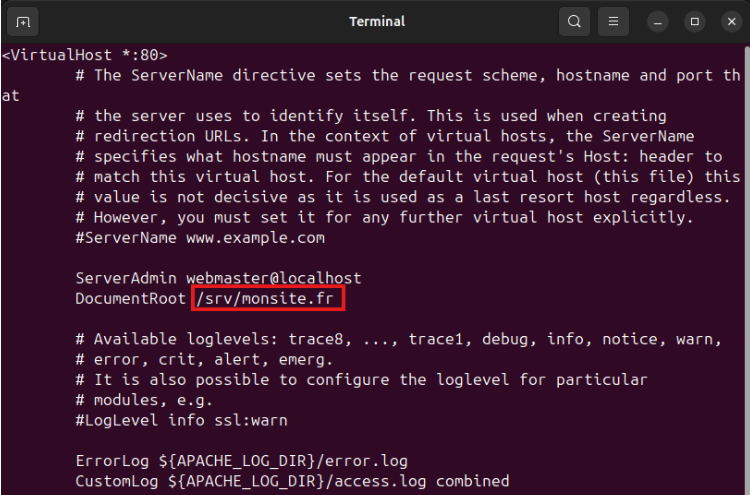 Terminal
<VirtualHost *:80>
# The ServerName directive sets the request scheme, hostname and port th
at
# the server uses to identify itself. This is used when creating
# redirection URLs. In the context of virtual hosts, the ServerName
# specifies what hostname must appear in the request's Host: header to
# match this virtual host. For the default virtual host (this file) this
# value is not decisive as it is used as a last resort host regardless.
# However, you must set it for any further virtual host explicitly.
#ServerName www.example.com
ServerAdmin webmaster@localhost
DocumentRoot /srv/monsite.fr
# Available loglevels: trace8, ..., trace1, debug, info, notice, warn,
# error, crit, alert, emerg.
# It is also possible to configure the loglevel for particular
# modules, e.g.
#LogLevel info ssl:warn
ErrorLog ${APACHE_LOG_DIR}/error.log
CustomLog ${APACHE_LOG_DIR}/access.log combined